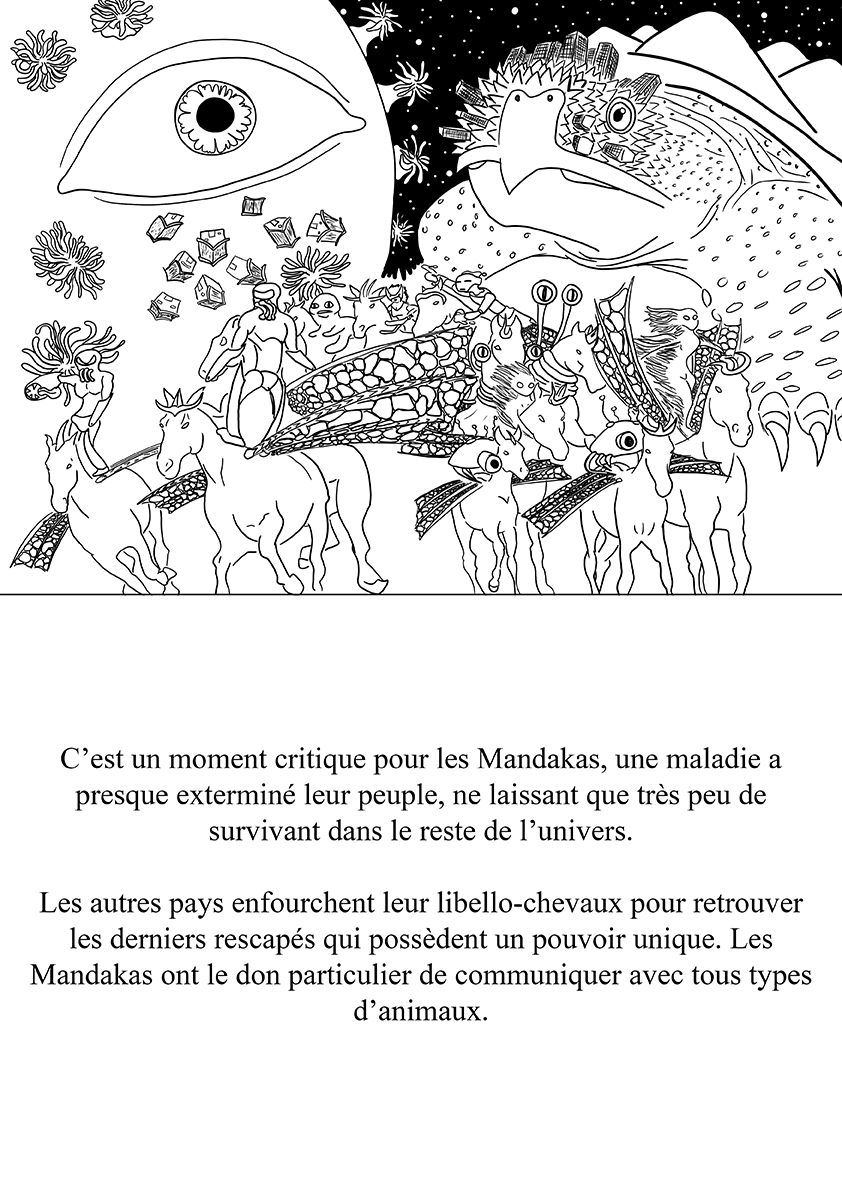 C’est un moment critique pour les Mandakas, une maladie a
presque exterminé leur peuple, ne laissant que très peu de
survivant dans le reste de l’univers.
Les autres pays enfourchent leur libello-chevaux pour retrouver
les derniers rescapés qui possèdent un pouvoir unique. Les
Mandakas ont le don particulier de communiquer avec tous types
d’animaux.